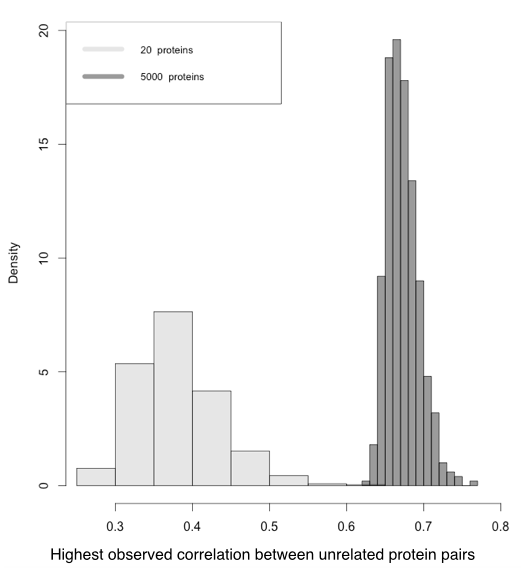 20 proteins
5000 proteins
Density
0 5 10 15 20
0.3 0.4 0.5 0.6 0.7 0.8
Highest observed correlation between unrelated protein pairs